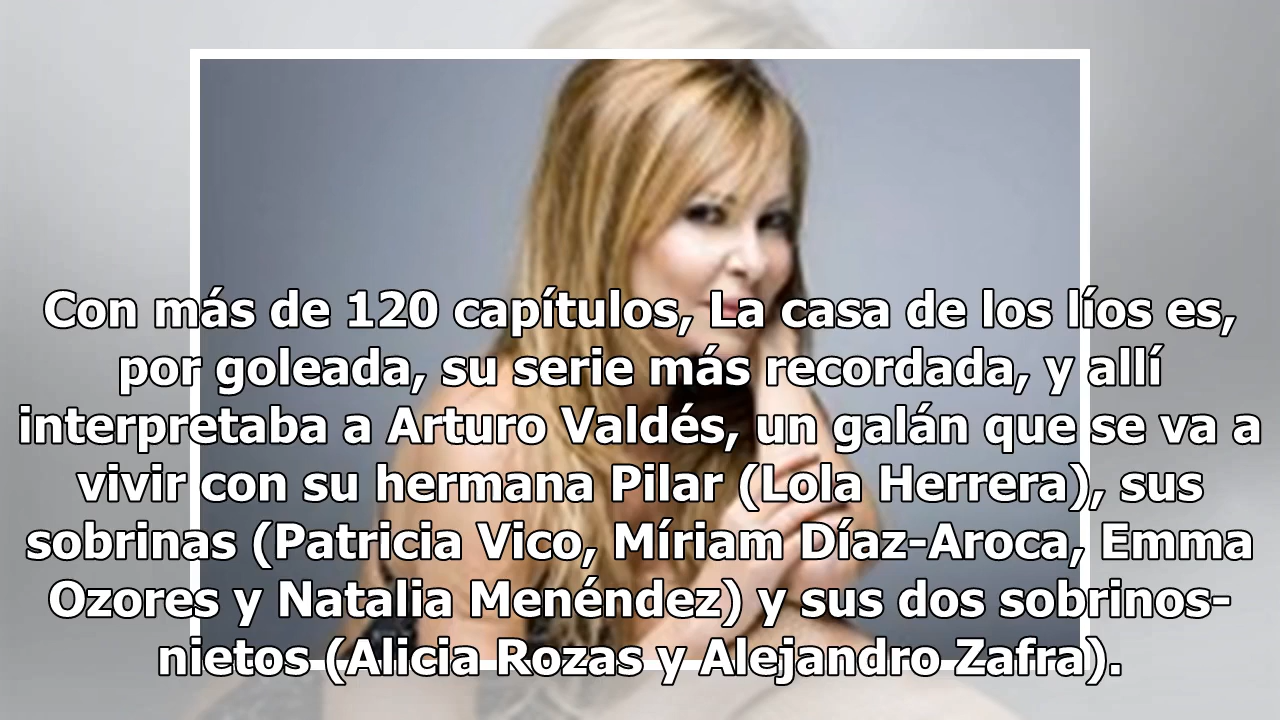 Con más de 120 capítulos, La casa de los líos es,
por goleada, su serie más recordada, y allí
interpretaba a Arturo Valdés, un galán que se va a
vivir con su hermana Pilar (Lola Herrera), sus
sobrinas (Patricia Vico, Míriam Díaz-Aroca, Emma
Ozores y Natalia Menéndez) y sus dos sobrinos-
nietos (Alicia Rozas y Alejandro Zafra).